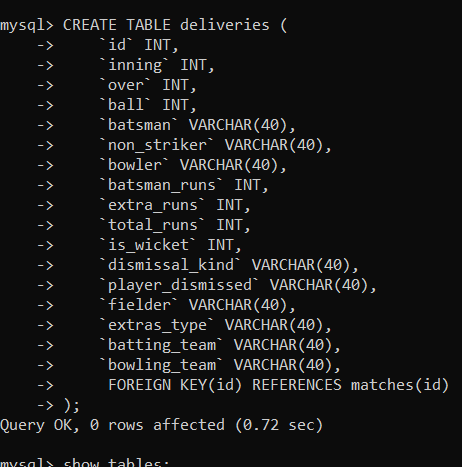 mysql> CREATE TABLE deliveries (
    ->     `id` INT,
    ->     `inning` INT,
    ->     `over` INT,
    ->     `ball` INT,
    ->     `batsman` VARCHAR(40),
    ->     `non_striker` VARCHAR(40),
    ->     `bowler` VARCHAR(40),
    ->     `batsman_runs` INT,
    ->     `extra_runs` INT,
    ->     `total_runs` INT,
    ->     `is_wicket` INT,
    ->     `dismissal_kind` VARCHAR(40),
    ->     `player_dismissed` VARCHAR(40),
    ->     `fielder` VARCHAR(40),
    ->     `extras_type` VARCHAR(40),
    ->     `batting_team` VARCHAR(40),
    ->     `bowling_team` VARCHAR(40),
    ->      FOREIGN KEY(id) REFERENCES matches(id)
    -> );
Query OK, 0 rows affected (0.72 sec)
mysql> show tables;